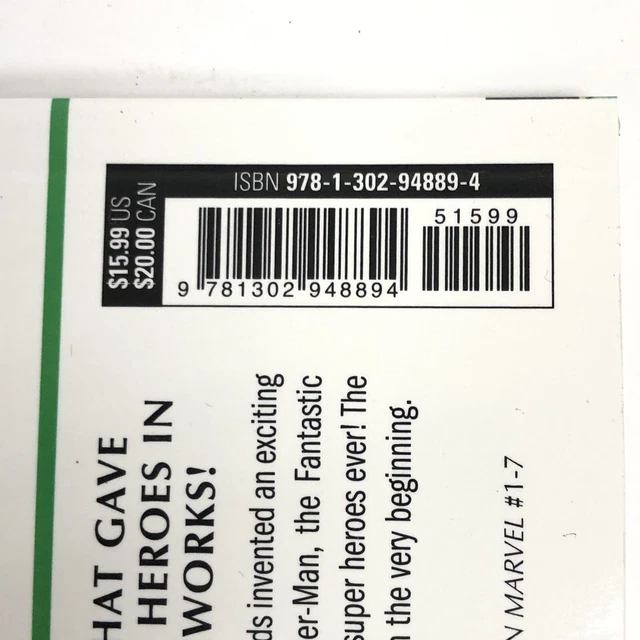 ISBN 978-1-302-94889-4
51599
9 781302 948894
$15.99 US
$20.00 CAN
HAT GAVE
HEROES IN
WORKS!
ds invented an exciting
er-Man, the Fantastic
super heroes ever! The
n the very beginning.
N MARVEL #1-7